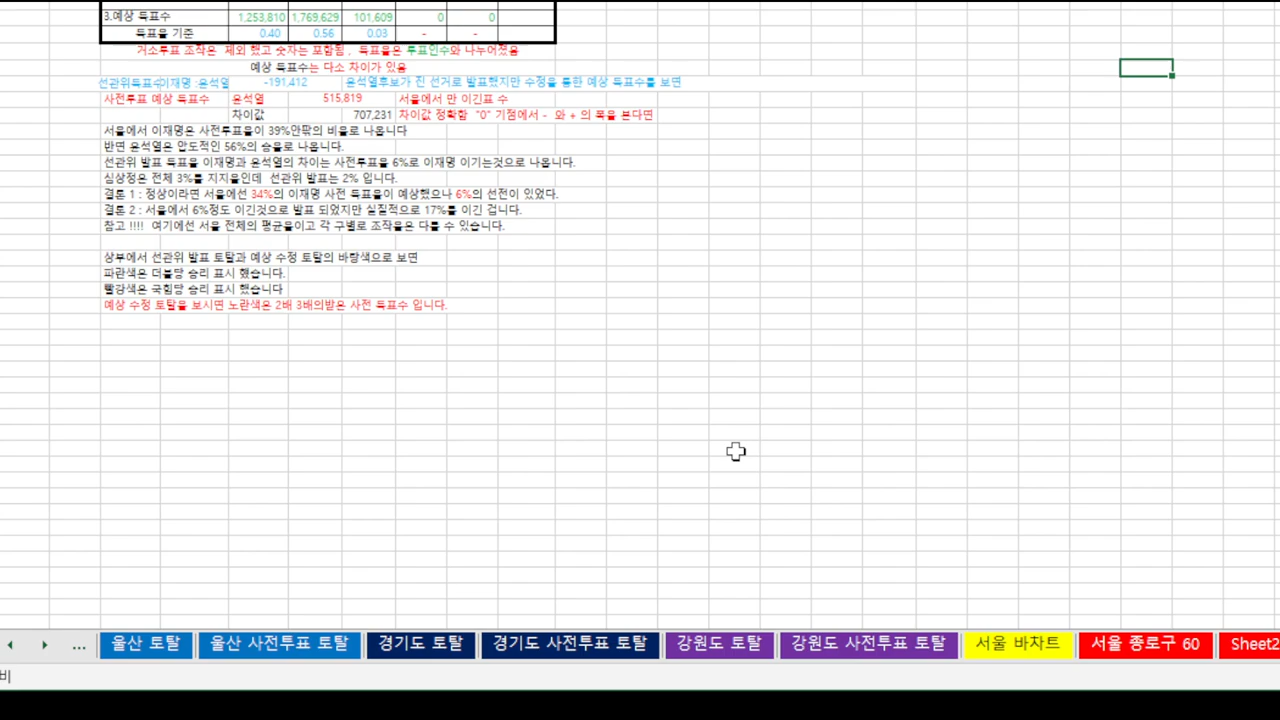 3.예상 득표수 1,253,810 1,769,629 101,609 0 0
득표율 기준 0.40 0.56 0.03 - -
거소투표 조작은 제외 했고 숫자는 포함됨 , 득표율은 투표인수와 나누어졌음
예상 득표수는 다소 차이가 있음
선관위득표수이재명 :윤석열 -191,412 윤석열후보가 진 선거로 발표했지만 수정을 통한 예상 득표수를 보면
사전투표 예상 득표수 윤석열 515,819 서울에서 만 이긴표 수
차이값 707,231 차이값 정확함 "0" 기점에서 - 와 + 의 폭을 본다면
서울에서 이재명은 사전투표율이 39%안팎의 비율로 나옵니다
반면 윤석열은 압도적인 56%의 승율로 나옵니다.
선관위 발표 득표율 이재명과 윤석열의 차이는 사전투표율 6%로 이재명 이기는것으로 나옵니다.
심상정은 전체 3%를 지지율인데 선관위 발표는 2% 입니다.
결론 1 : 정상이라면 서울에선 34%의 이재명 사전 득표율이 예상했으나 6%의 선전이 있었다.
결론 2 : 서울에서 6%정도 이긴것으로 발표 되었지만 실질적으로 17%를 이긴 겁니다.
참고 !!!! 여기에선 서울 전체의 평균율이고 각 구별로 조작율은 다를 수 있습니다.
상부에서 선관위 발표 토탈과 예상 수정 토탈의 바탕색으로 보면
파란색은 더불당 승리 표시 했습니다.
빨강색은 국힘당 승리 표시 했습니다
예상 수정 토탈을 보시면 노란색은 2배 3배의받은 사전 득표수 입니다.
... 울산 토탈 울산 사전투표 토탈 경기도 토탈 경기도 사전투표 토탈 강원도 토탈 강원도 사전투표 토탈 서울 바차트 서울 종로구 60 Sheet2
비